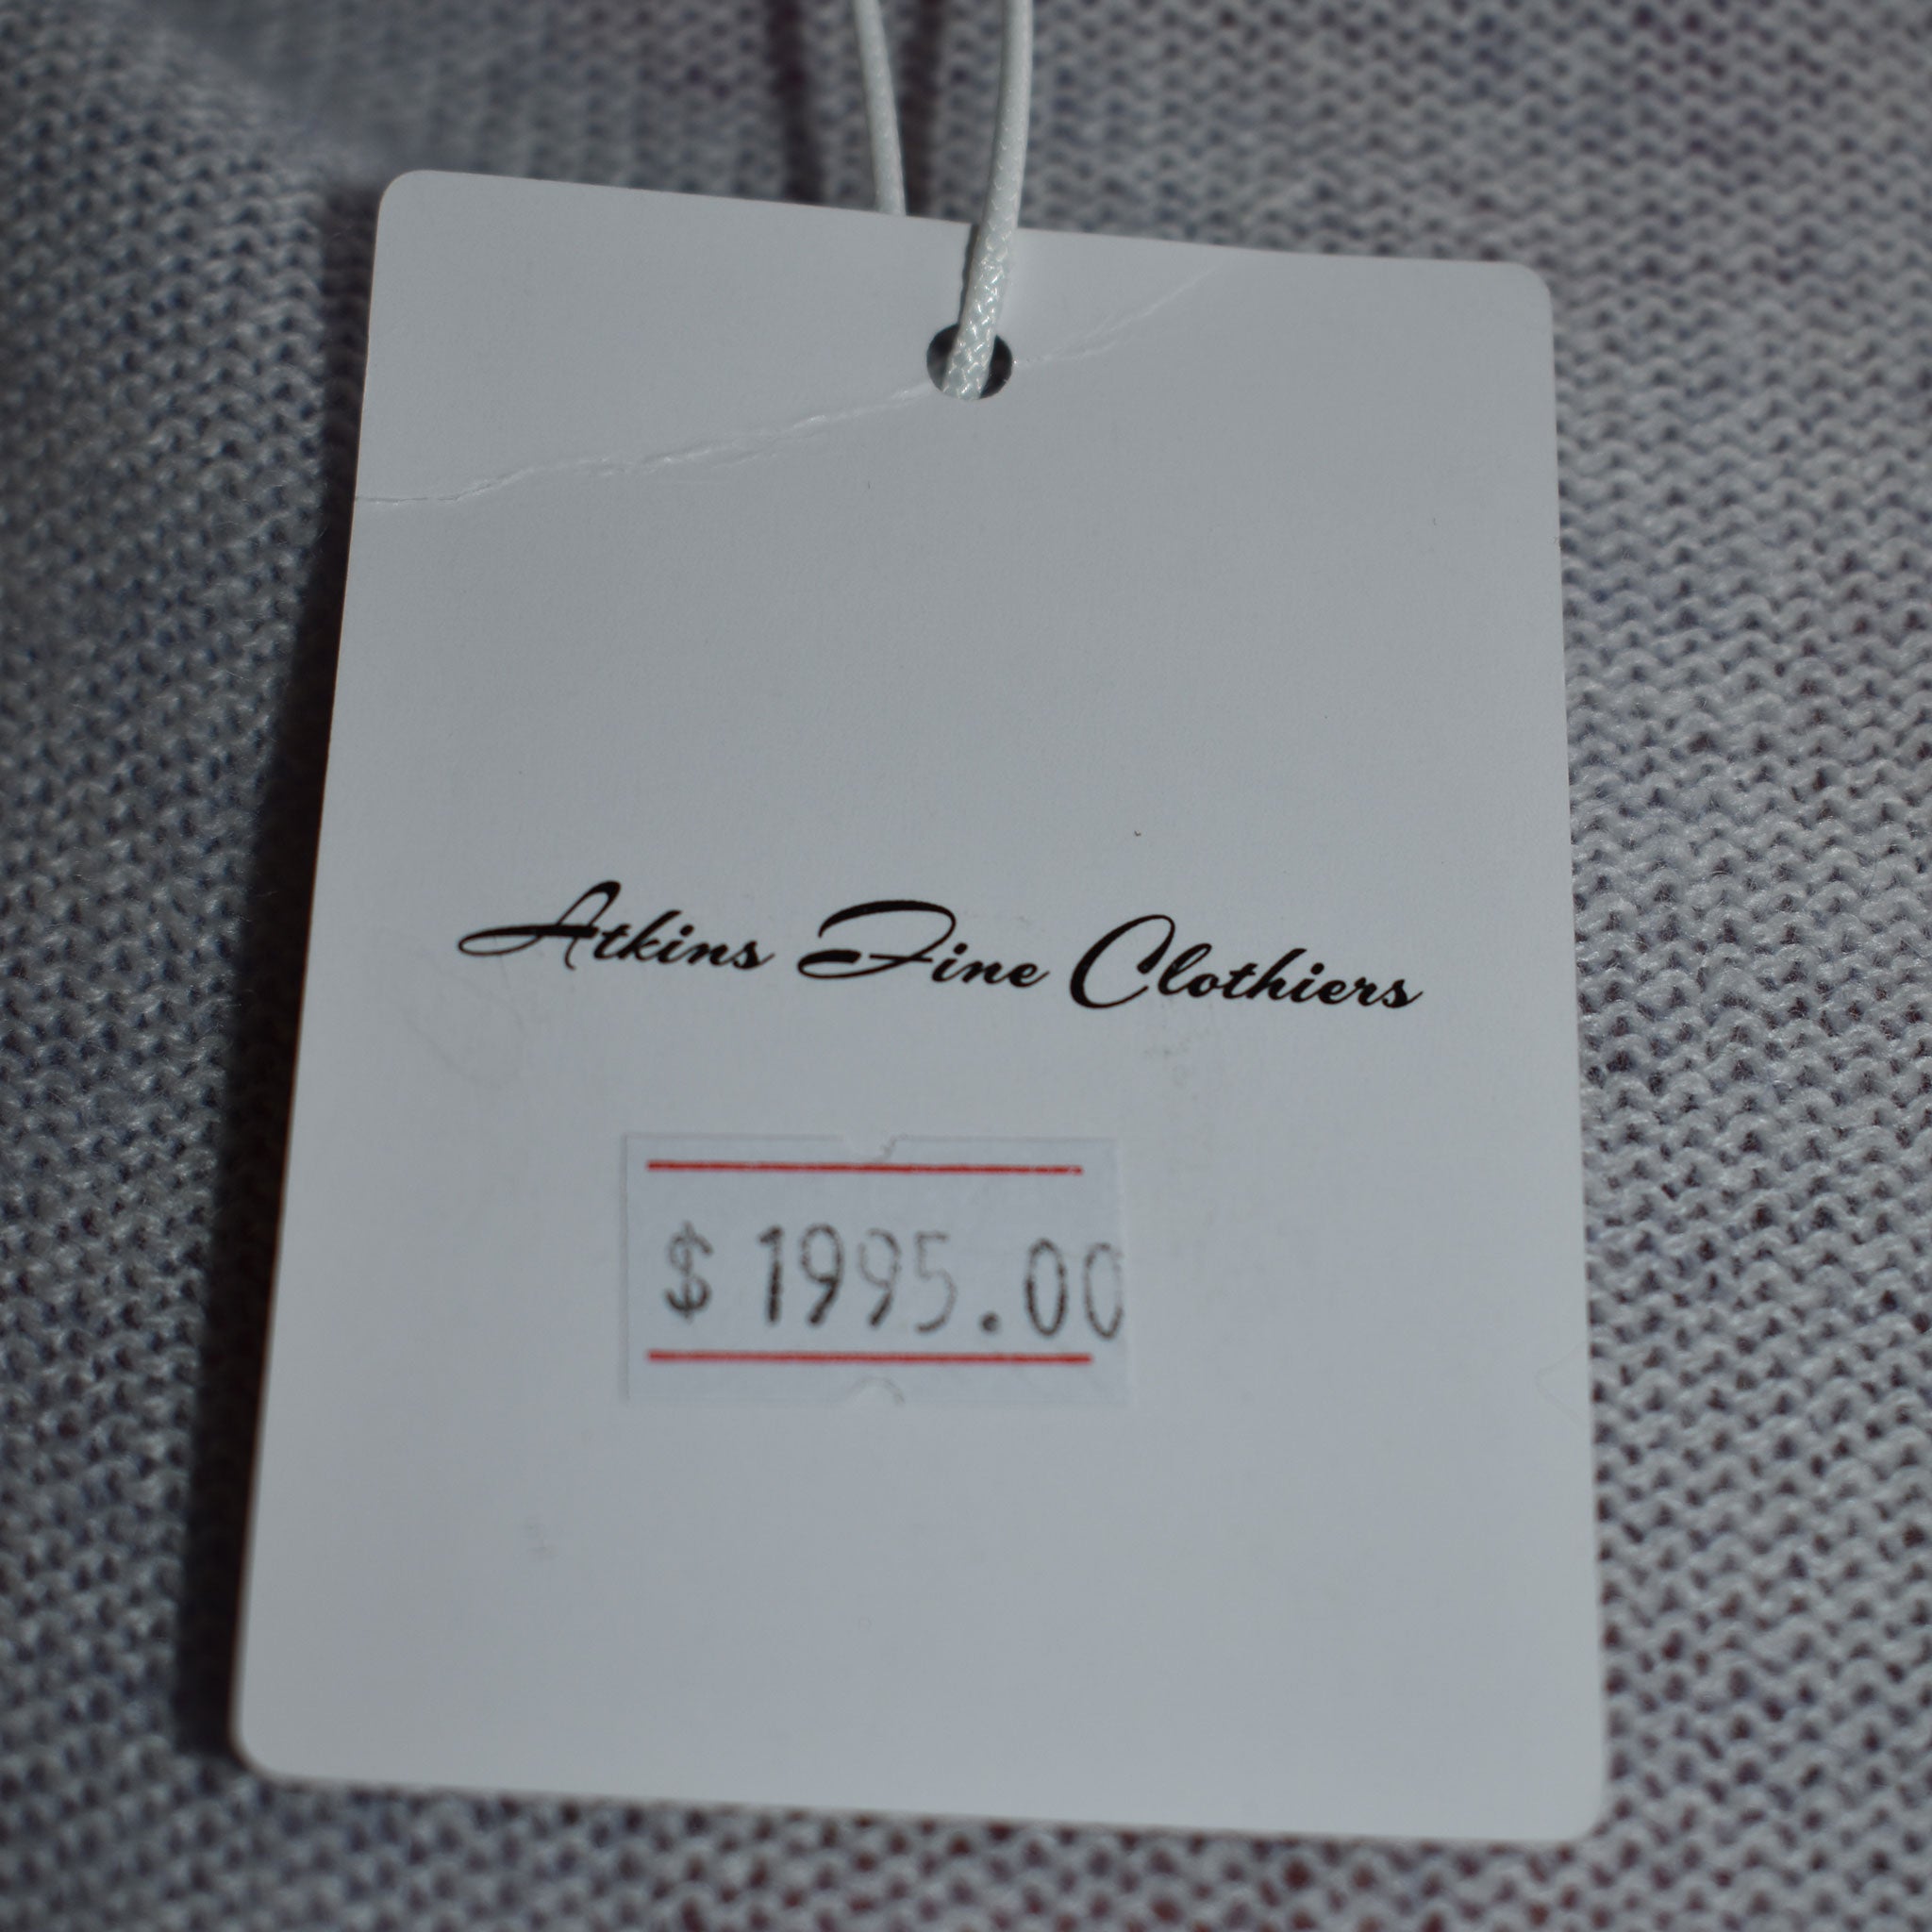 Atkins Fine Clothiers
$ 1995.00